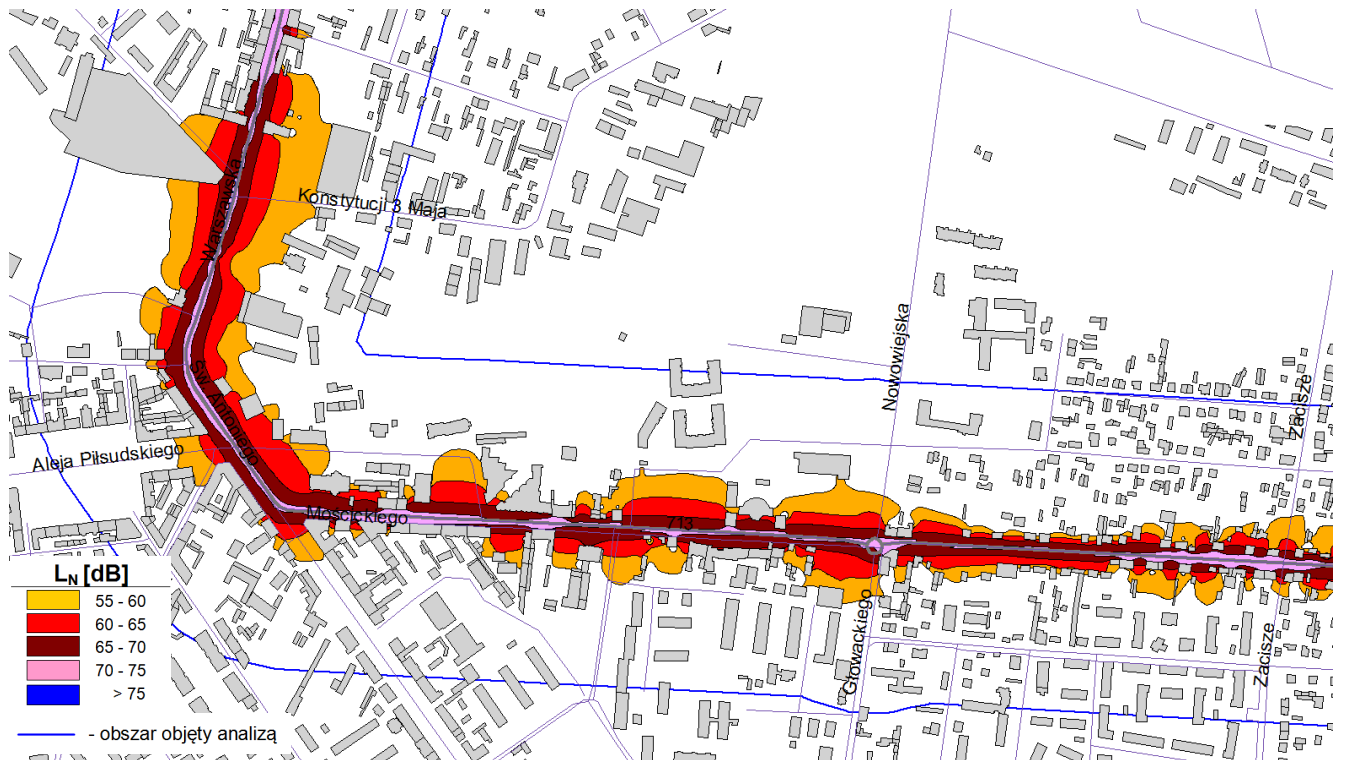 Konstytucji 3 Maja
Warszawska
Nowowiejska
Św. Antoniego
Zacisze
Aleja Piłsudskiego
Mościckiego
713
Głowackiego
Zacisze
LN [dB]
55 - 60
60 - 65
65 - 70
70 - 75
> 75
- obszar objęty analizą